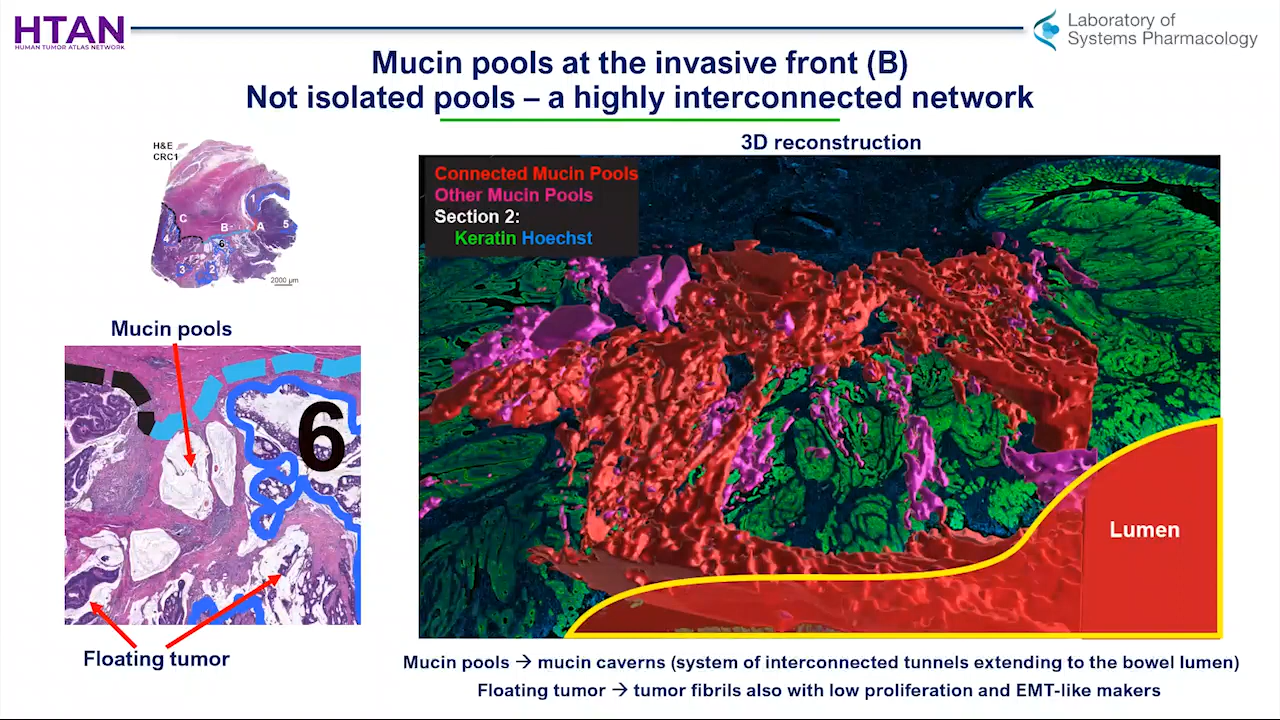 HTAN
HUMAN TUMOR ATLAS NETWORK
Laboratory of
Systems Pharmacology
Mucin pools at the invasive front (B)
Not isolated pools – a highly interconnected network
H&E
CRC1
1
C
B
A
5
4
6
3
2
2000 µm
Mucin pools
6
Floating tumor
3D reconstruction
Connected Mucin Pools
Other Mucin Pools
Section 2:
Keratin Hoechst
Lumen
Mucin pools → mucin caverns (system of interconnected tunnels extending to the bowel lumen)
Floating tumor → tumor fibrils also with low proliferation and EMT-like makers